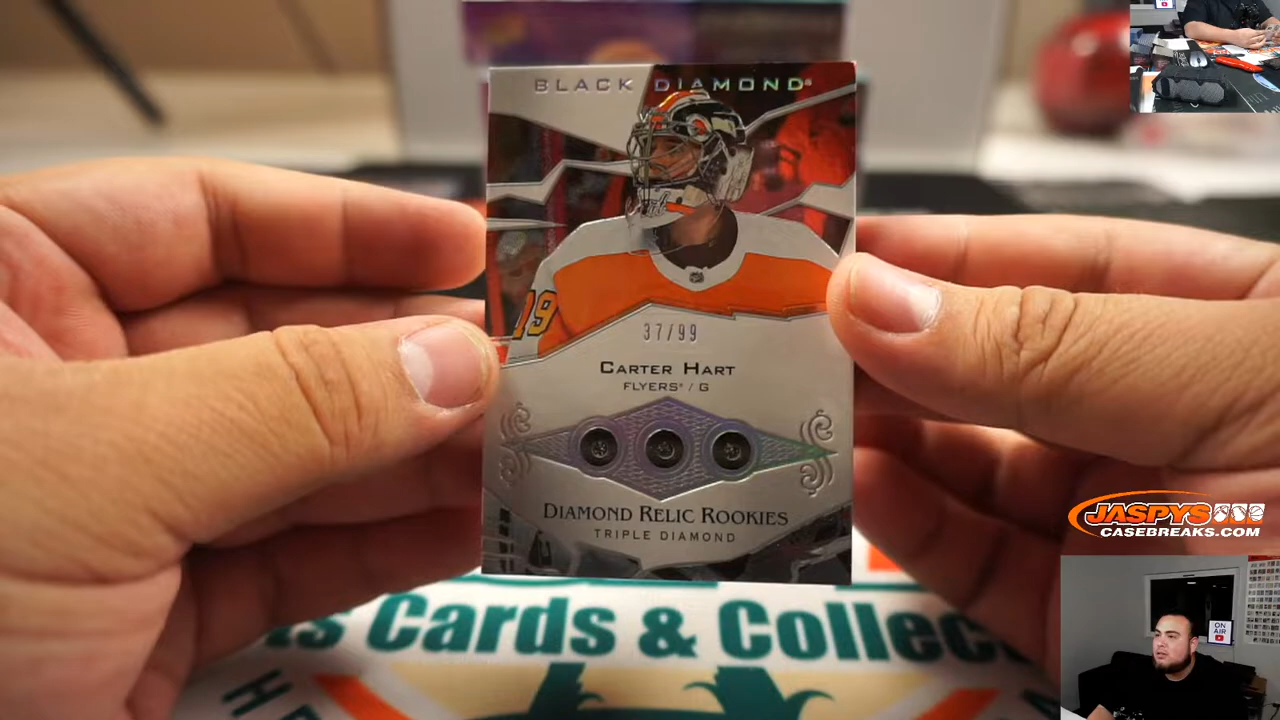 BLACK DIAMOND®
19
37/99
CARTER HART
FLYERS® / G
DIAMOND RELIC ROOKIES
TRIPLE DIAMOND
Cards & Collec
JASPYS
CASEBREAKS.COM
ON
AIR